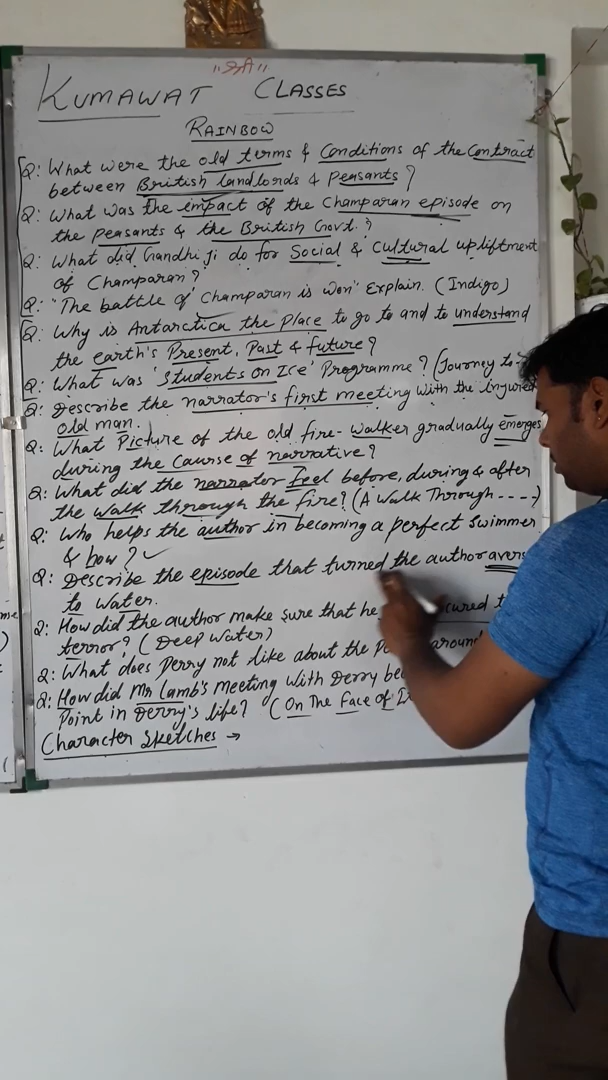 "श्री"
KUMAWAT CLASSES
RAINBOW
Q: What were the old terms & Conditions of the Contract
between British landlords & Peasants?
Q: What was the impact of the Champaran episode on
the peasants & the British Govt.?
Q: What did Gandhi ji do for Social & Cultural upliftment
of Champaran?
Q: "The battle of Champaran is won" Explain. (Indigo)
Q: Why is Antarctica the Place to go to and to understand
the earth's Present, Past & future?
Q: What was 'Students on Ice' Programme? (Journey to
Q: Describe the narrator's first meeting with the injured
old man.
Q: What Picture of the old fire-walker gradually emerges
during the Course of narrative?
Q: What did the narrator Feel before, during & after
the walk through the fire? (A Walk Through ----)
Q: Who helps the author in becoming a perfect swimmer
& how?
Q: Describe the episode that turned the author avers
to water.
Q: How did the author make sure that he cured
terror? (Deep Water)
Q: What does Derry not like about the around
Q: How did Mr Lamb's meeting with Derry be
Point in Derry's life? (On The Face of I
Character Sketches →
me